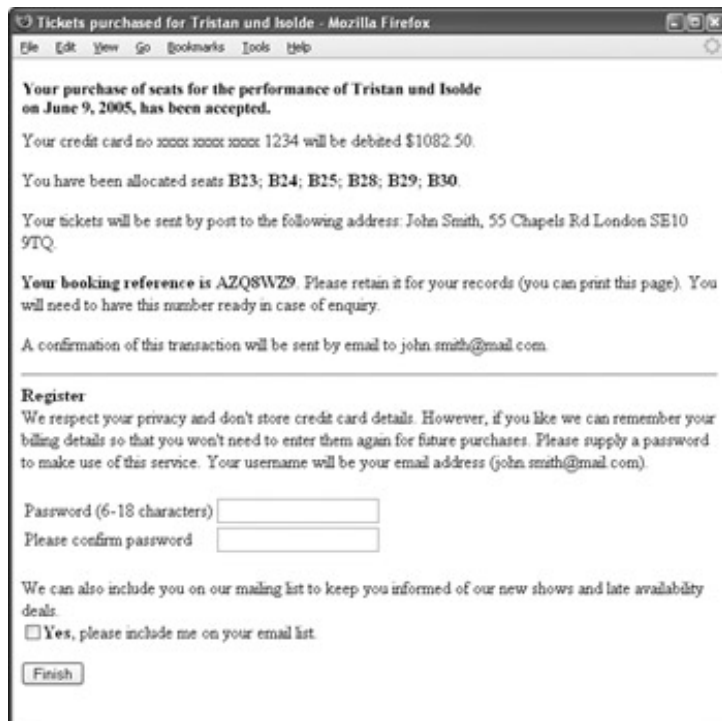 Tickets purchased for Tristan und Isolde - Mozilla Firefox
File Edit View Go Bookmarks Tools Help
Your purchase of seats for the performance of Tristan und Isolde
on June 9, 2005, has been accepted.
Your credit card no xxxx xxxx xxxx 1234 will be debited $1082.50.
You have been allocated seats B23; B24; B25; B28; B29; B30.
Your tickets will be sent by post to the following address: John Smith, 55 Chapels Rd London SE10
9TQ.
Your booking reference is AZQ8WZ9. Please retain it for your records (you can print this page). You
will need to have this number ready in case of enquiry.
A confirmation of this transaction will be sent by email to john.smith@mail.com.
Register
We respect your privacy and don't store credit card details. However, if you like we can remember your
billing details so that you won't need to enter them again for future purchases. Please supply a password
to make use of this service. Your username will be your email address (john.smith@mail.com).
Password (6-18 characters)
Please confirm password
We can also include you on our mailing list to keep you informed of our new shows and late availability
deals.
Yes, please include me on your email list.
Finish